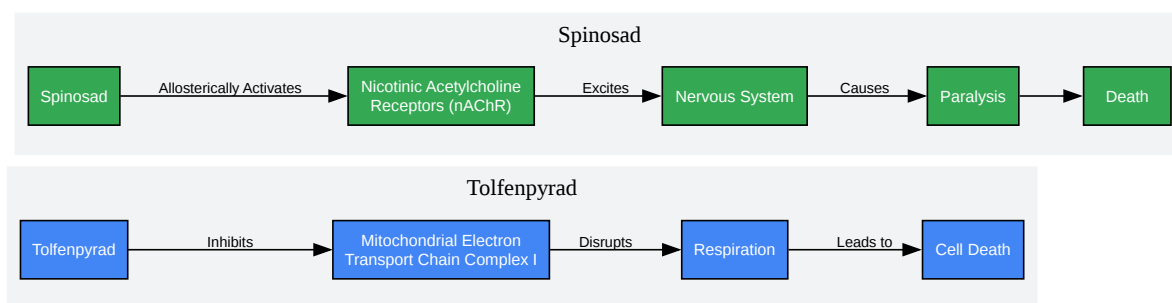 Spinosad
Spinosad
Allosterically Activates
Nicotinic Acetylcholine
Receptors (nAChR)
Excites
Nervous System
Causes
Paralysis
Death
Tolfenpyrad
Tolfenpyrad
Inhibits
Mitochondrial Electron
Transport Chain Complex I
Disrupts
Respiration
Leads to
Cell Death